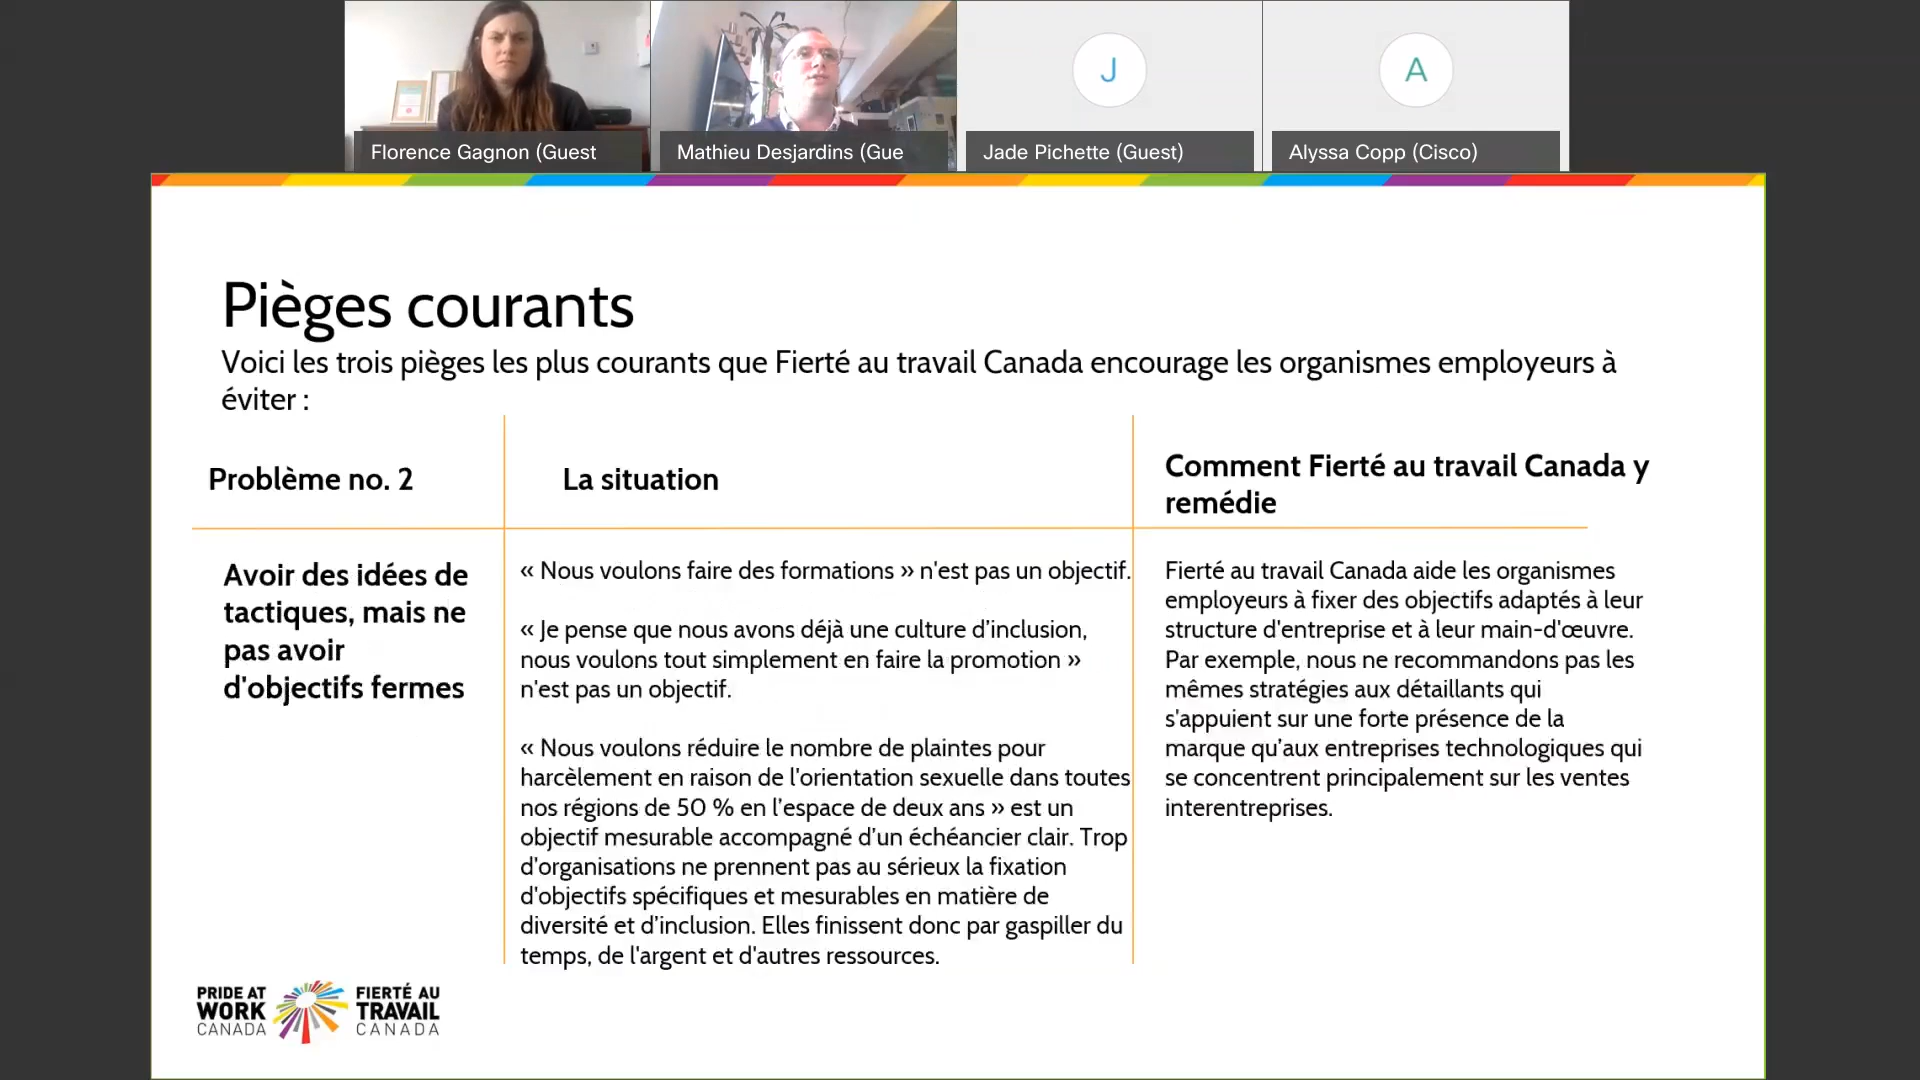 J
A
Florence Gagnon (Guest
Mathieu Desjardins (Gue
Jade Pichette (Guest)
Alyssa Copp (Cisco)
Pièges courants
Voici les trois pièges les plus courants que Fierté au travail Canada encourage les organismes employeurs à
éviter :
Problème no. 2
La situation
Comment Fierté au travail Canada y
remédie
Avoir des idées de
tactiques, mais ne
pas avoir
d'objectifs fermes
« Nous voulons faire des formations » n'est pas un objectif.
« Je pense que nous avons déjà une culture d’inclusion,
nous voulons tout simplement en faire la promotion »
n'est pas un objectif.
« Nous voulons réduire le nombre de plaintes pour
harcèlement en raison de l'orientation sexuelle dans toutes
nos régions de 50 % en l’espace de deux ans » est un
objectif mesurable accompagné d’un échéancier clair. Trop
d'organisations ne prennent pas au sérieux la fixation
d'objectifs spécifiques et mesurables en matière de
diversité et d’inclusion. Elles finissent donc par gaspiller du
temps, de l'argent et d'autres ressources.
Fierté au travail Canada aide les organismes
employeurs à fixer des objectifs adaptés à leur
structure d'entreprise et à leur main-d'œuvre.
Par exemple, nous ne recommandons pas les
mêmes stratégies aux détaillants qui
s'appuient sur une forte présence de la
marque qu’aux entreprises technologiques qui
se concentrent principalement sur les ventes
interentreprises.
PRIDE AT
WORK
CANADA
FIERTÉ AU
TRAVAIL
CANADA